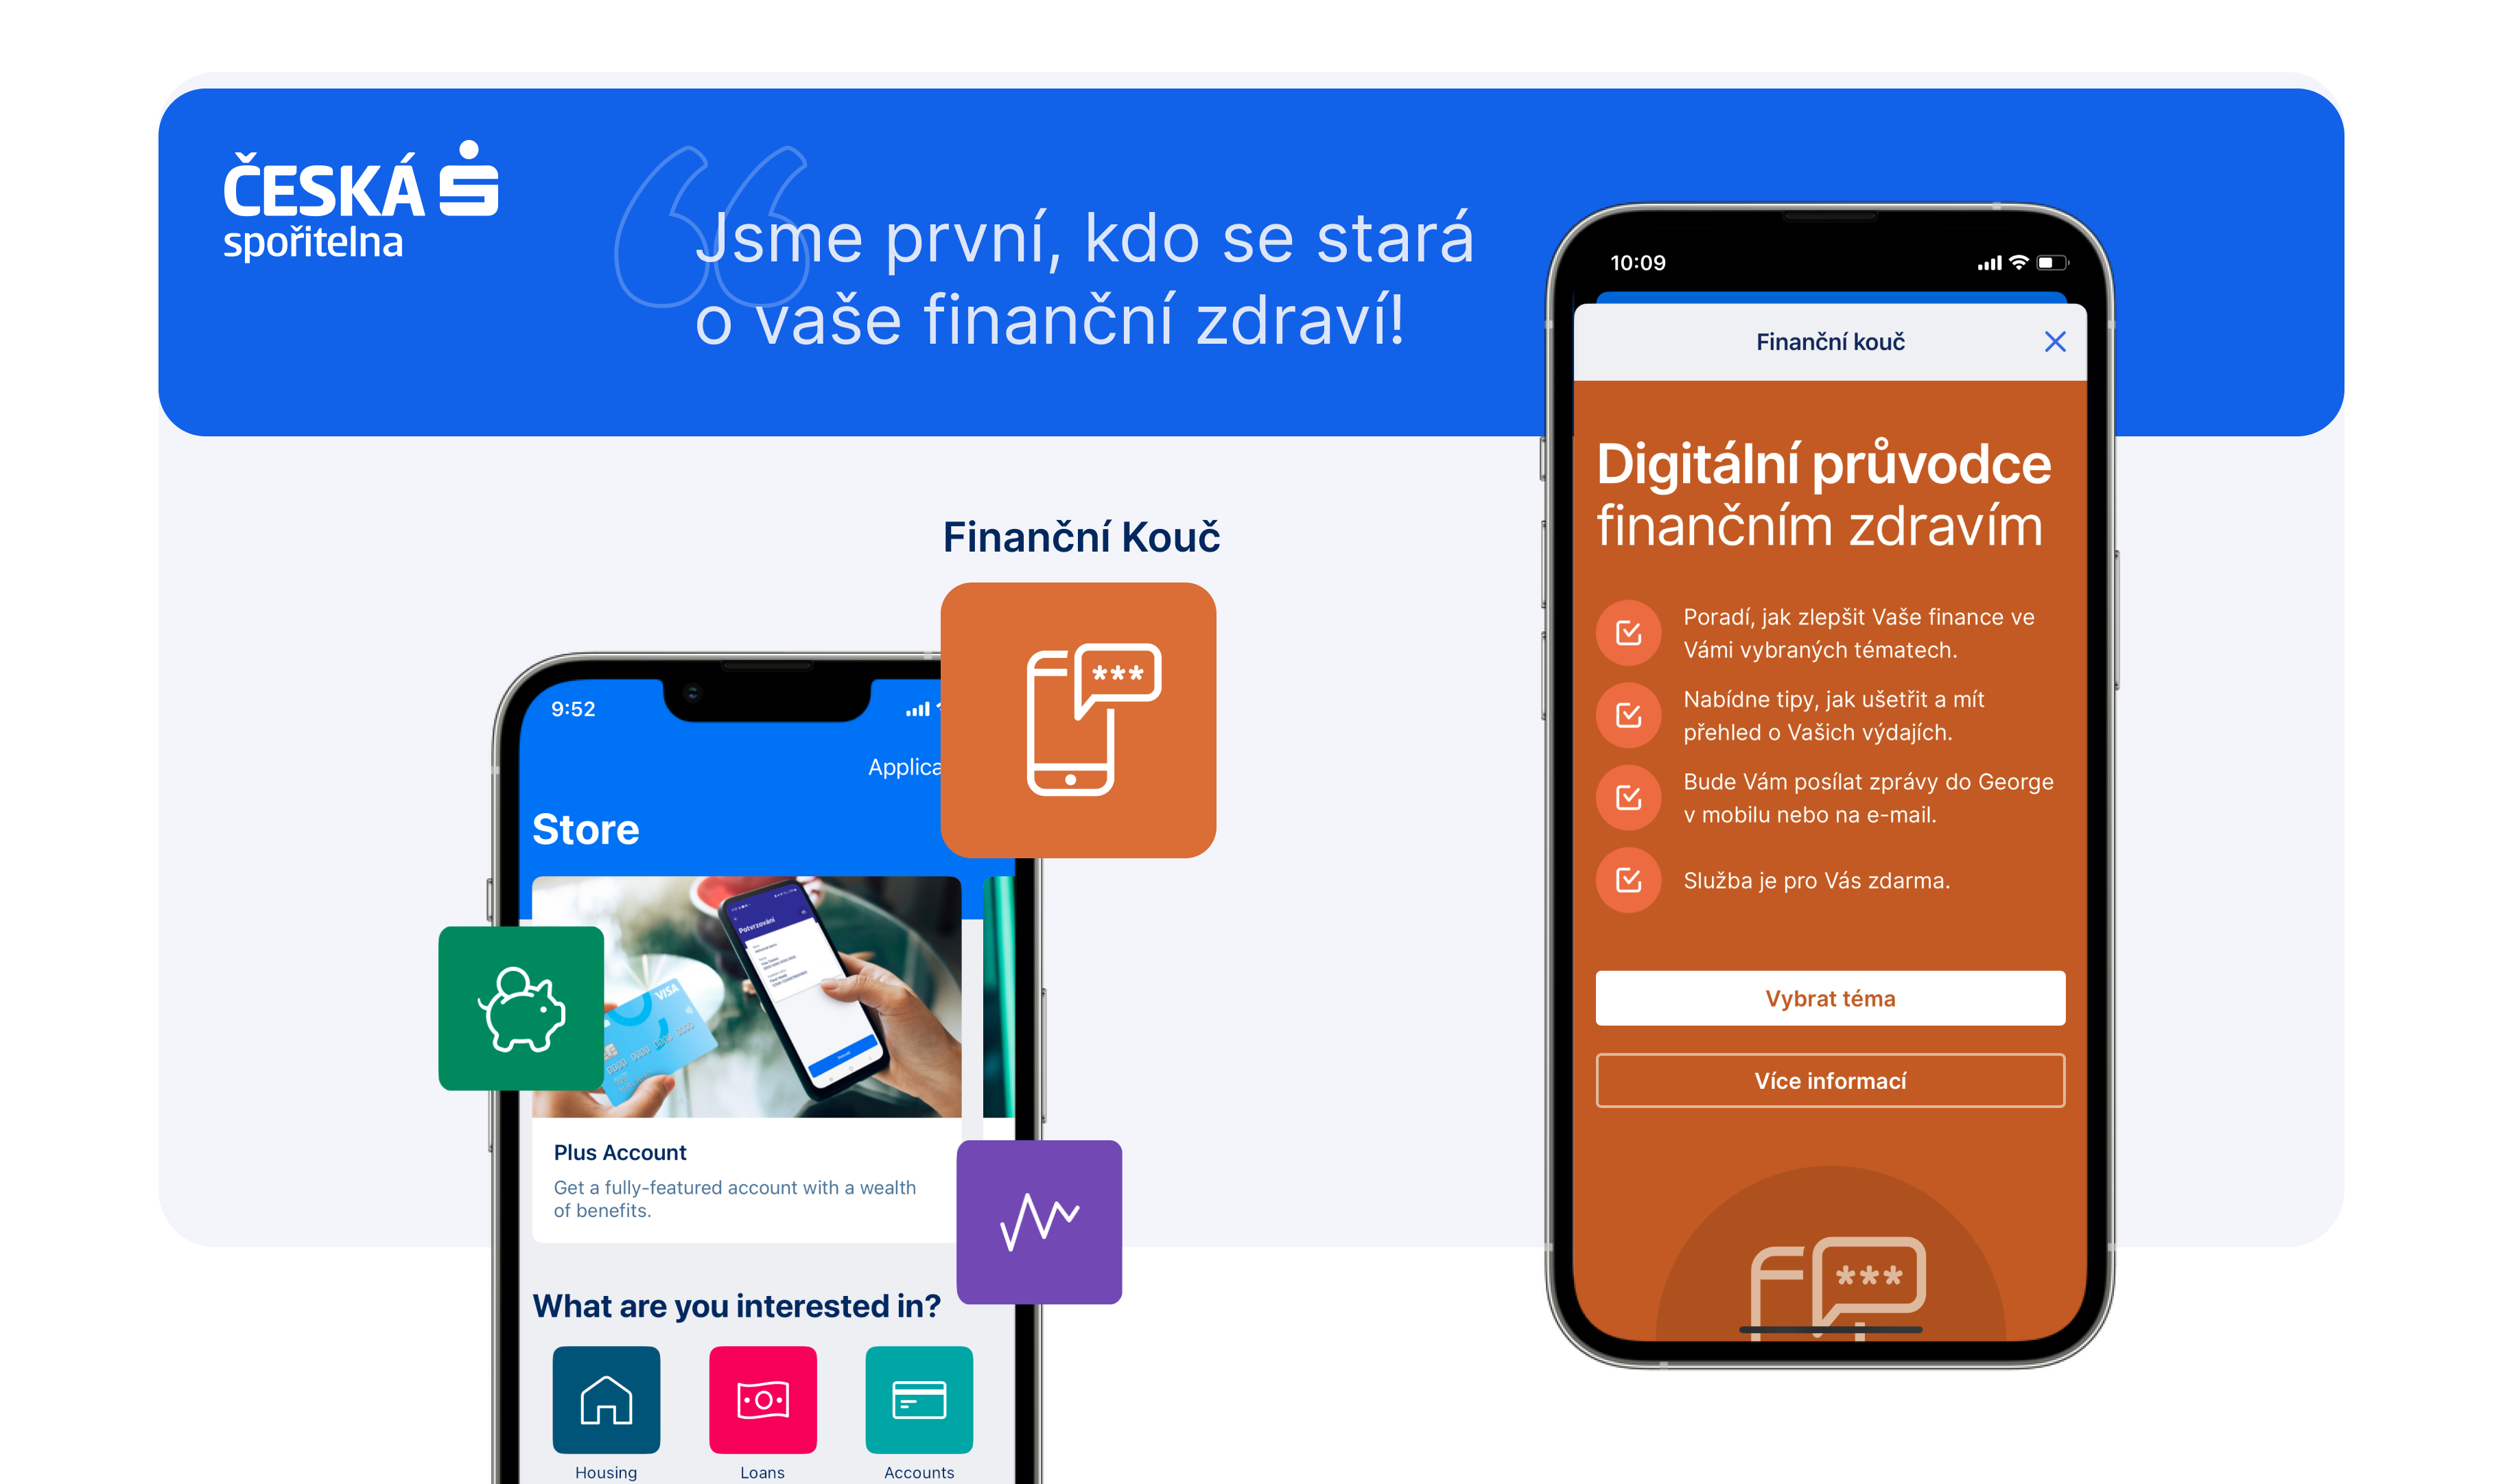 ČESKÁ
spořitelna
Jsme první, kdo se stará
o vaše finanční zdraví!
Finanční Kouč
***
9:52
Applica
Store
Potvrzování
VISA
Plus Account
Get a fully-featured account with a wealth
of benefits.
What are you interested in?
Housing
Loans
Accounts
10:09
Finanční kouč
Digitální průvodce
finančním zdravím
Poradí, jak zlepšit Vaše finance ve
Vámi vybraných tématech.
Nabídne tipy, jak ušetřit a mít
přehled o Vašich výdajích.
Bude Vám posílat zprávy do George
v mobilu nebo na e-mail.
Služba je pro Vás zdarma.
Vybrat téma
Více informací
***